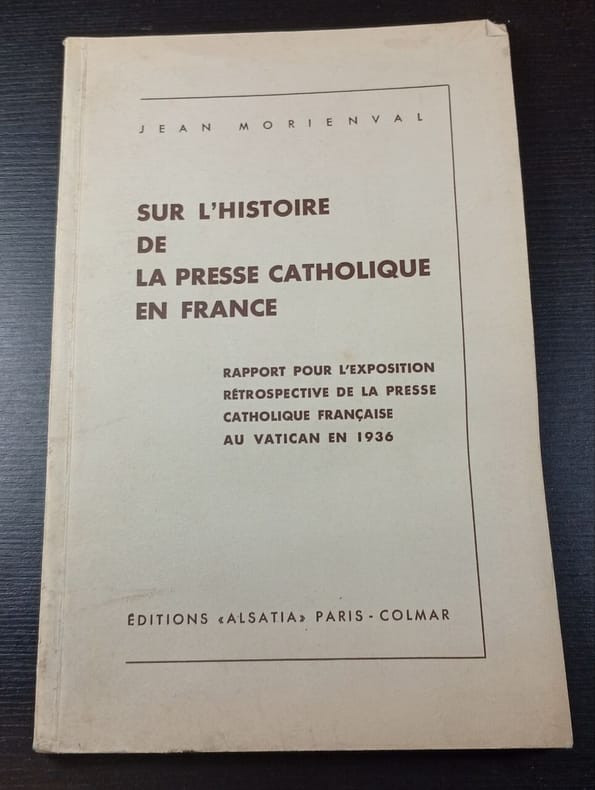 JEAN MORIENVAL
SUR L'HISTOIRE
DE
LA PRESSE CATHOLIQUE
EN FRANCE
RAPPORT POUR L'EXPOSITION
RÉTROSPECTIVE DE LA PRESSE
CATHOLIQUE FRANÇAISE
AU VATICAN EN 1936
ÉDITIONS «ALSATIA» PARIS - COLMAR